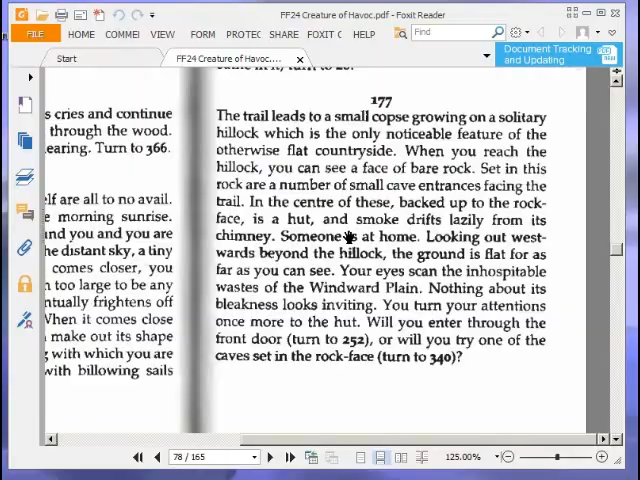 FF24 Creature of Havoc.pdf - Foxit Reader
FILE HOME COMMEI VIEW FORM PROTEC SHARE FOXIT C Find
Start FF24 Creature of Havoc....
Document Tracking
and Updating
177
s cries and continue
through the wood.
earing. Turn to 366.
elf are all to no avail.
e morning sunrise.
and you and you are
he distant sky, a tiny
comes closer, you
n too large to be any
ntually frightens off
When it comes close
make out its shape
g with which you are
with billowing sails
The trail leads to a small copse growing on a solitary
hillock which is the only noticeable feature of the
otherwise flat countryside. When you reach the
hillock, you can see a face of bare rock. Set in this
rock are a number of small cave entrances facing the
trail. In the centre of these, backed up to the rock-
face, is a hut, and smoke drifts lazily from its
chimney. Someone is at home. Looking out west-
wards beyond the hillock, the ground is flat for as
far as you can see. Your eyes scan the inhospitable
wastes of the Windward Plain. Nothing about its
bleakness looks inviting. You turn your attentions
once more to the hut. Will you enter through the
front door (turn to 252), or will you try one of the
caves set in the rock-face (turn to 340)?
78 / 165
125.00%